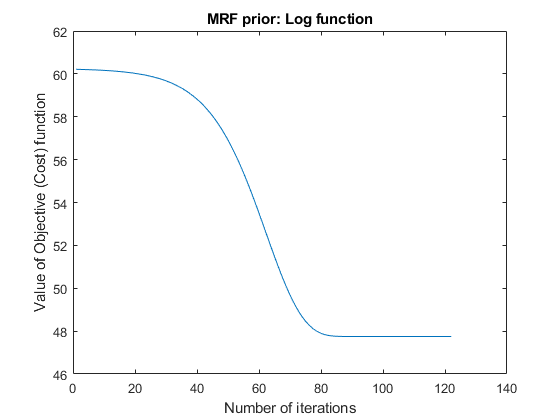 MRF prior: Log function
62
60
58
56
54
52
50
48
46
Value of Objective (Cost) function
0 20 40 60 80 100 120 140
Number of iterations